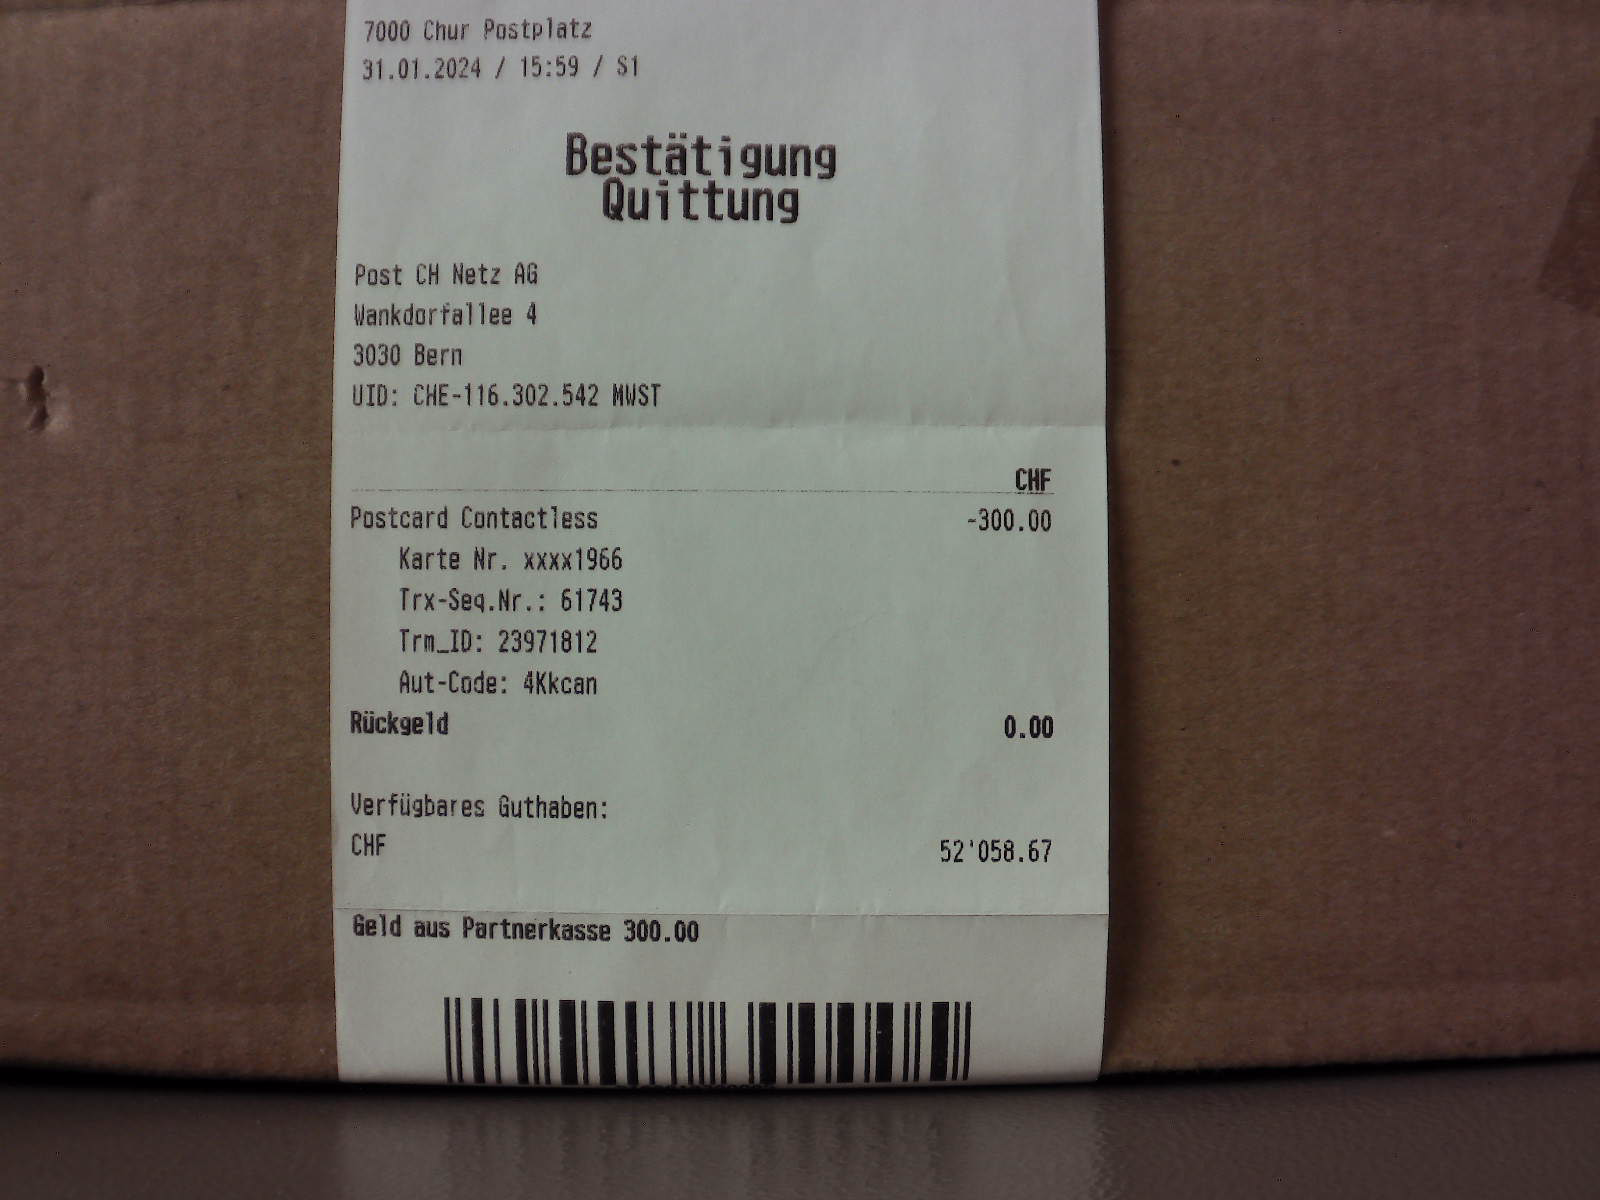 7000 Chur Postplatz
31.01.2024 / 15:59 / S1
Bestätigung
Quittung
Post CH Netz AG
Wankdorfallee 4
3030 Bern
UID: CHE-116.302.542 MWST
CHF
Postcard Contactless -300.00
Karte Nr. xxxx1966
Trx-Seq.Nr.: 61743
Trm_ID: 23971812
Aut-Code: 4Kkcan
Rückgeld 0.00
Verfügbares Guthaben:
CHF 52'058.67
Geld aus Partnerkasse 300.00